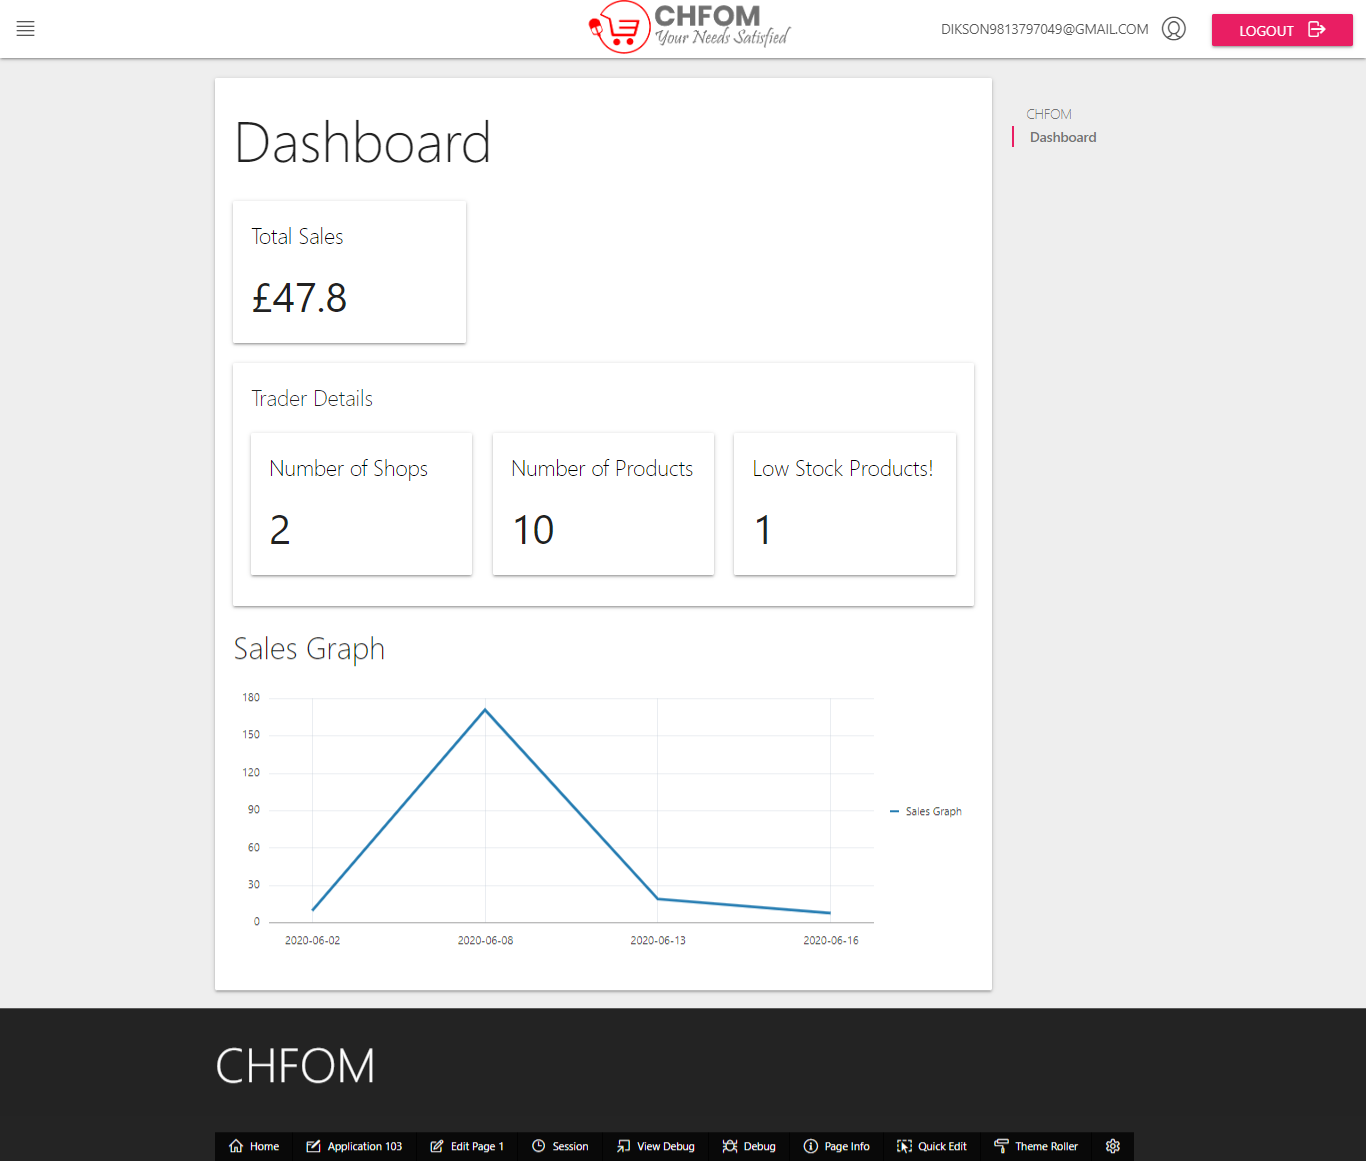 CHFOM
Your Needs Satisfied
DIKSON9813797049@GMAIL.COM
LOGOUT
CHFOM
Dashboard
Dashboard
Total Sales
£47.8
Trader Details
Number of Shops
2
Number of Products
10
Low Stock Products!
1
Sales Graph
180
150
120
90
60
30
0
2020-06-02 2020-06-08 2020-06-13 2020-06-16
Sales Graph
CHFOM
Home Application 103 Edit Page 1 Session View Debug Debug Page Info Quick Edit Theme Roller